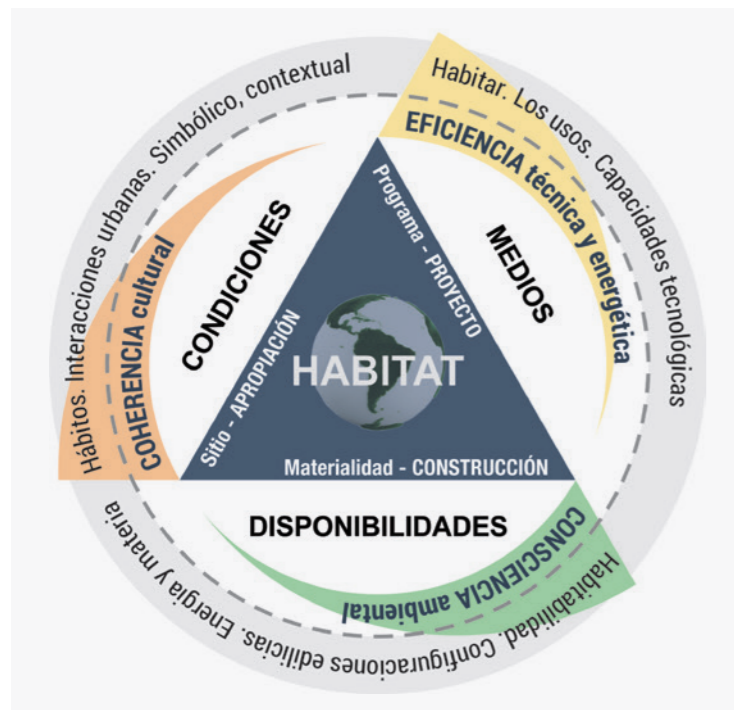 Hábitos. Interacciones urbanas. Simbólico, contextual
COHERENCIA cultural
CONDICIONES
Sitio - APROPIACIÓN
Habitar. Los usos. Capacidades tecnológicas
EFICIENCIA técnica y energética
MEDIOS
Programa - PROYECTO
HABITAT
Materialidad - CONSTRUCCIÓN
DISPONIBILIDADES
CONSCIENCIA ambiental
Habitabilidad. Configuraciones edilicias. Energía y materia